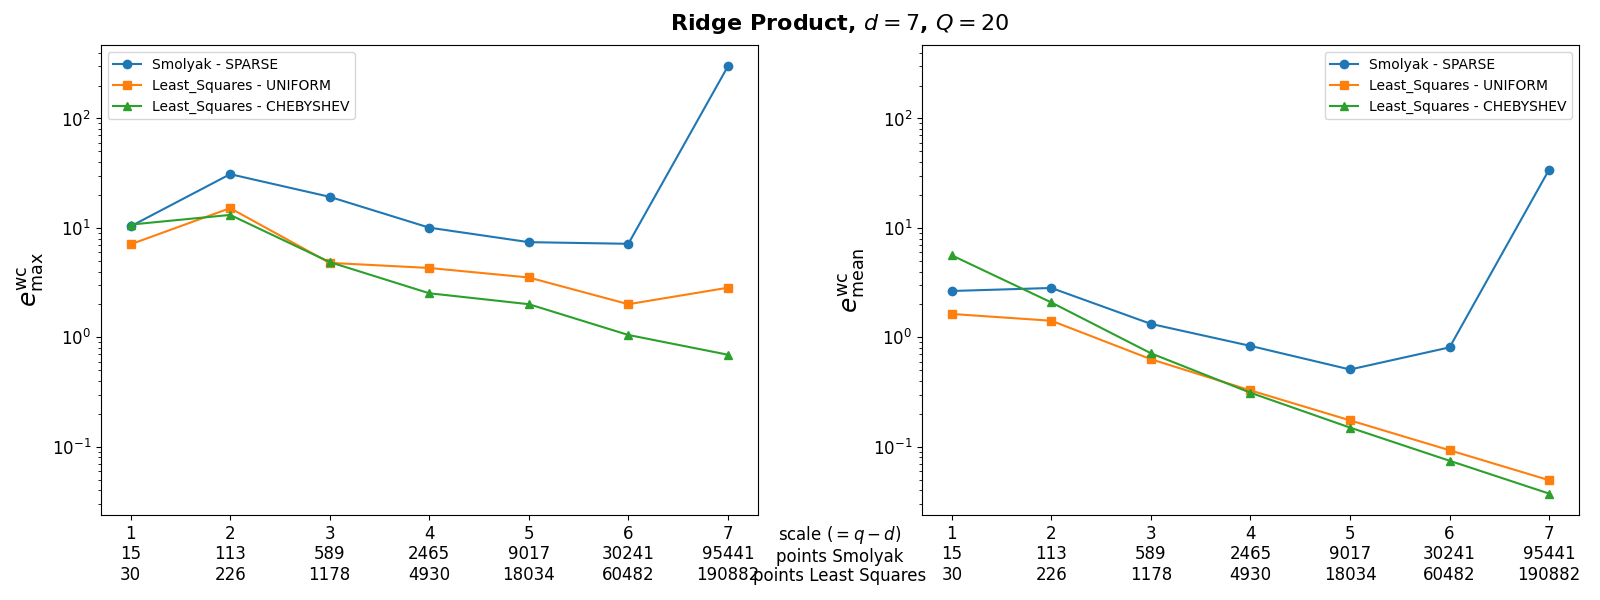 Ridge Product, d = 7, Q = 20
Smolyak - SPARSE
Least_Squares - UNIFORM
Least_Squares - CHEBYSHEV
10²
10¹
10⁰
10⁻¹
e^wc_max
1 2 3 4 5 6 7
15 113 589 2465 9017 30241 95441
30 226 1178 4930 18034 60482 190882
scale (= q − d)
points Smolyak
points Least Squares
Smolyak - SPARSE
Least_Squares - UNIFORM
Least_Squares - CHEBYSHEV
10²
10¹
10⁰
10⁻¹
e^wc_mean
1 2 3 4 5 6 7
15 113 589 2465 9017 30241 95441
30 226 1178 4930 18034 60482 190882